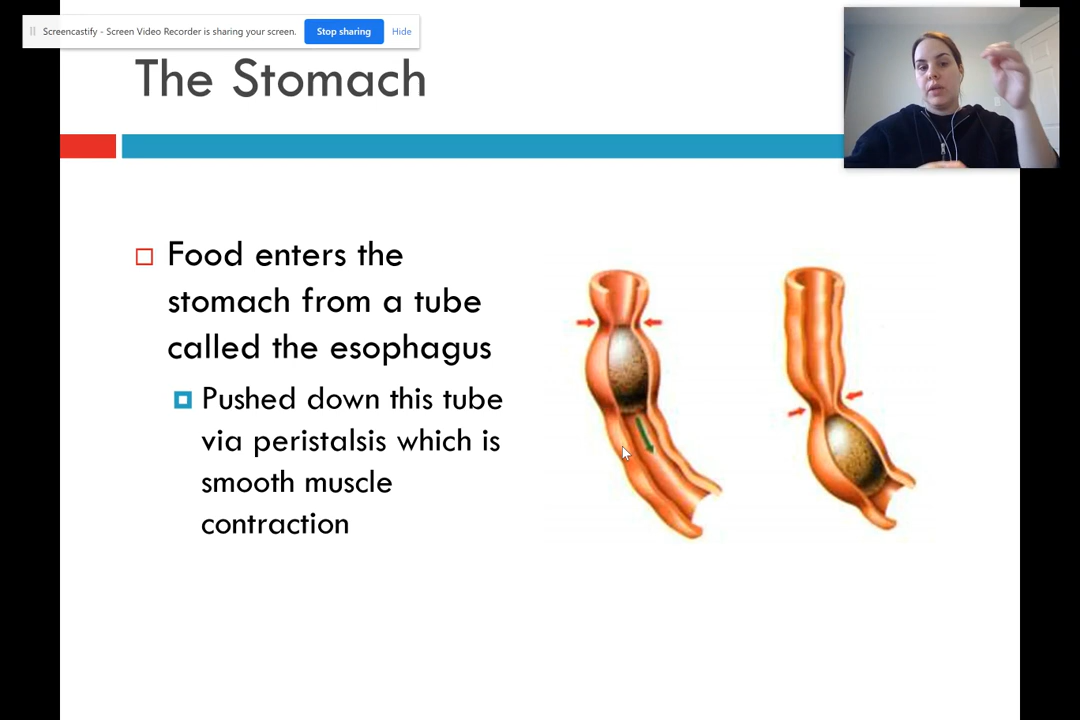 Screencastify - Screen Video Recorder is sharing your screen.
Stop sharing
Hide
The Stomach
Food enters the
stomach from a tube
called the esophagus
Pushed down this tube
via peristalsis which is
smooth muscle
contraction